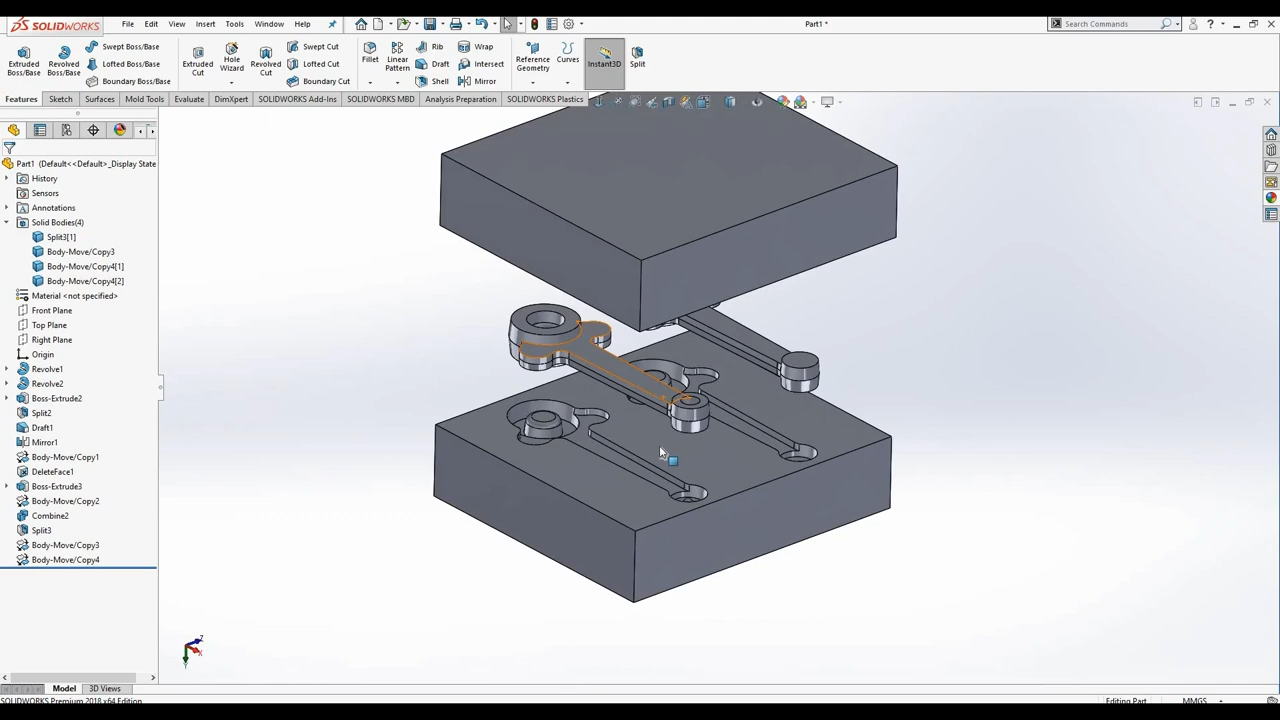 SOLIDWORKS File Edit View Insert Tools Window Help Part1 * Search Commands
Extruded Boss/Base
Revolved Boss/Base
Swept Boss/Base
Lofted Boss/Base
Boundary Boss/Base
Extruded Cut
Hole Wizard
Revolved Cut
Swept Cut
Lofted Cut
Boundary Cut
Fillet
Linear Pattern
Rib
Draft
Shell
Wrap
Intersect
Mirror
Reference Geometry
Curves
Instant3D
Split
Features Sketch Surfaces Mold Tools Evaluate DimXpert SOLIDWORKS Add-Ins SOLIDWORKS MBD Analysis Preparation SOLIDWORKS Plastics
Part1 (Default<<Default>_Display State
History
Sensors
Annotations
Solid Bodies(4)
Split3[1]
Body-Move/Copy3
Body-Move/Copy4[1]
Body-Move/Copy4[2]
Material <not specified>
Front Plane
Top Plane
Right Plane
Origin
Revolve1
Revolve2
Boss-Extrude2
Split2
Draft1
Mirror1
Body-Move/Copy1
DeleteFace1
Boss-Extrude3
Body-Move/Copy2
Combine2
Split3
Body-Move/Copy3
Body-Move/Copy4
Z
X
Y
Model 3D Views
SOLIDWORKS Premium 2018 x64 Edition Editing Part MMGS